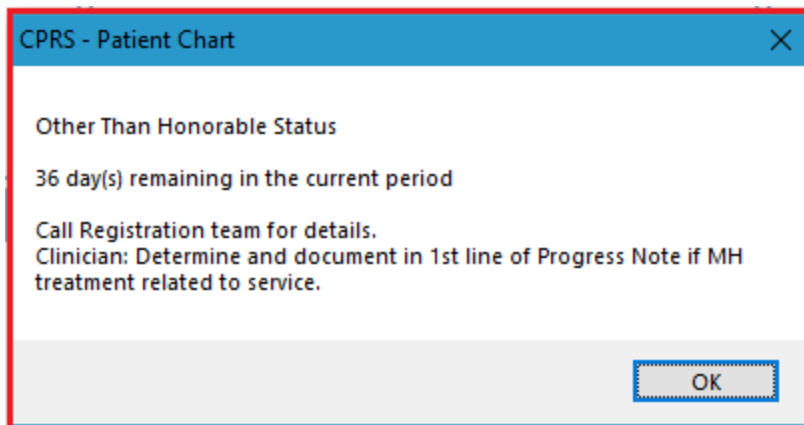 CPRS - Patient Chart
Other Than Honorable Status
36 day(s) remaining in the current period
Call Registration team for details.
Clinician: Determine and document in 1st line of Progress Note if MH
treatment related to service.
OK